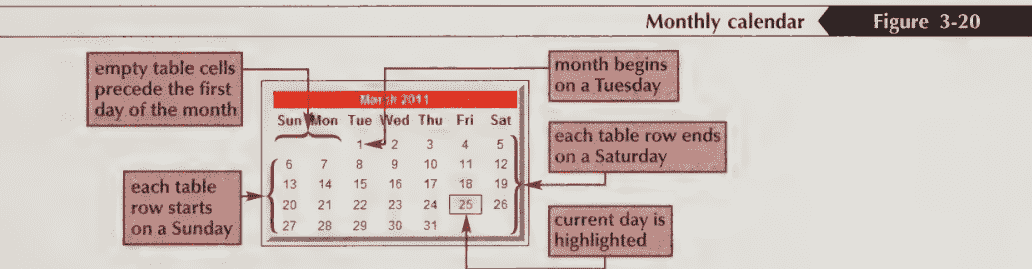 Monthly calendar
Figure 3-20
empty table cells
precede the first
day of the month
month begins
on a Tuesday
March 2011
Sun Mon Tue Wed Thu Fri Sat
1 2 3 4 5
6 7 8 9 10 11 12
13 14 15 16 17 18 19
20 21 22 23 24 25 26
27 28 29 30 31
each table row ends
on a Saturday
each table
row starts
on a Sunday
current day is
highlighted